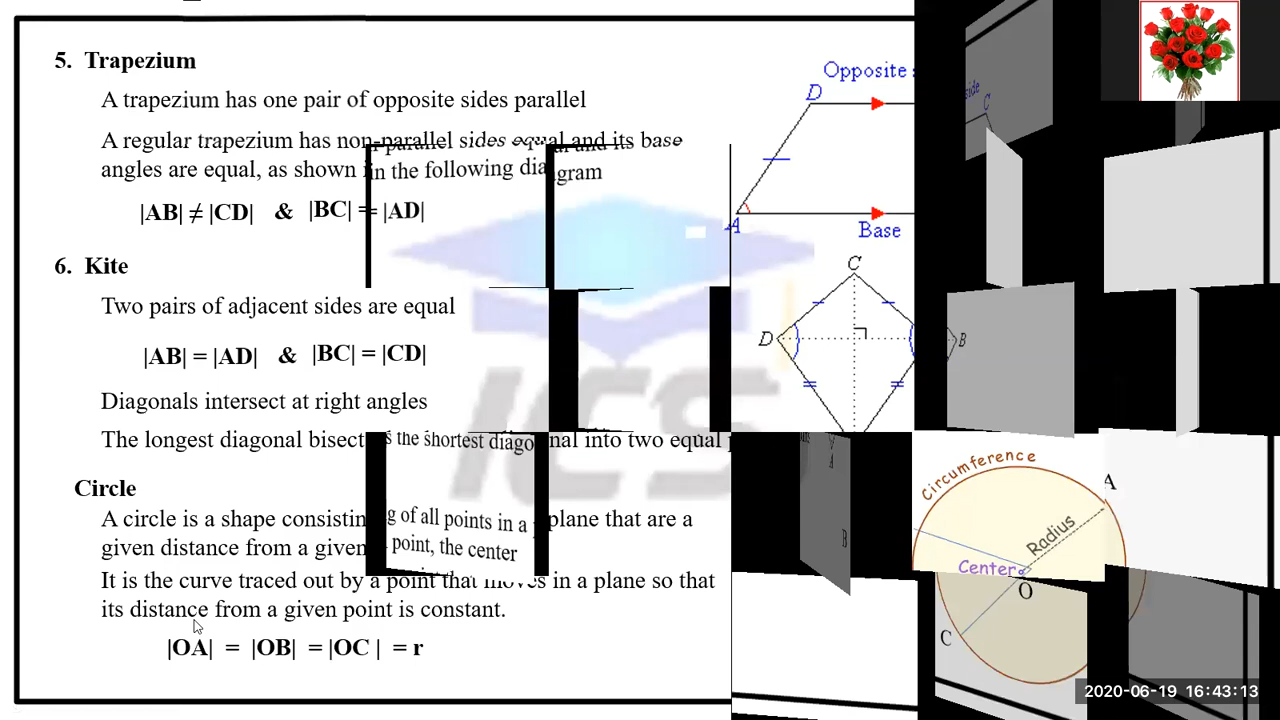 5. Trapezium
A trapezium has one pair of opposite sides parallel
A regular trapezium has non-parallel sides equal and its base
angles are equal, as shown in the following diagram
|AB| ≠ |CD| & |BC| = |AD|
6. Kite
Two pairs of adjacent sides are equal
|AB| = |AD| & |BC| = |CD|
Diagonals intersect at right angles
The longest diagonal bisects the shortest diagonal into two equal
Circle
A circle is a shape consisting of all points in a plane that are a
given distance from a given point, the center
It is the curve traced out by a point that moves in a plane so that
its distance from a given point is constant.
|OA| = |OB| = |OC | = r
ICS
Opposite side
D
C
A
Base
C
D
B
A
B
Circumference
A
Radius
Center
O
C
2020-06-19 16:43:13